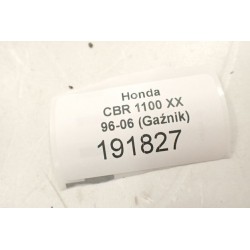 Honda
CBR 1100 XX
96-06 (Gaźnik)
191827